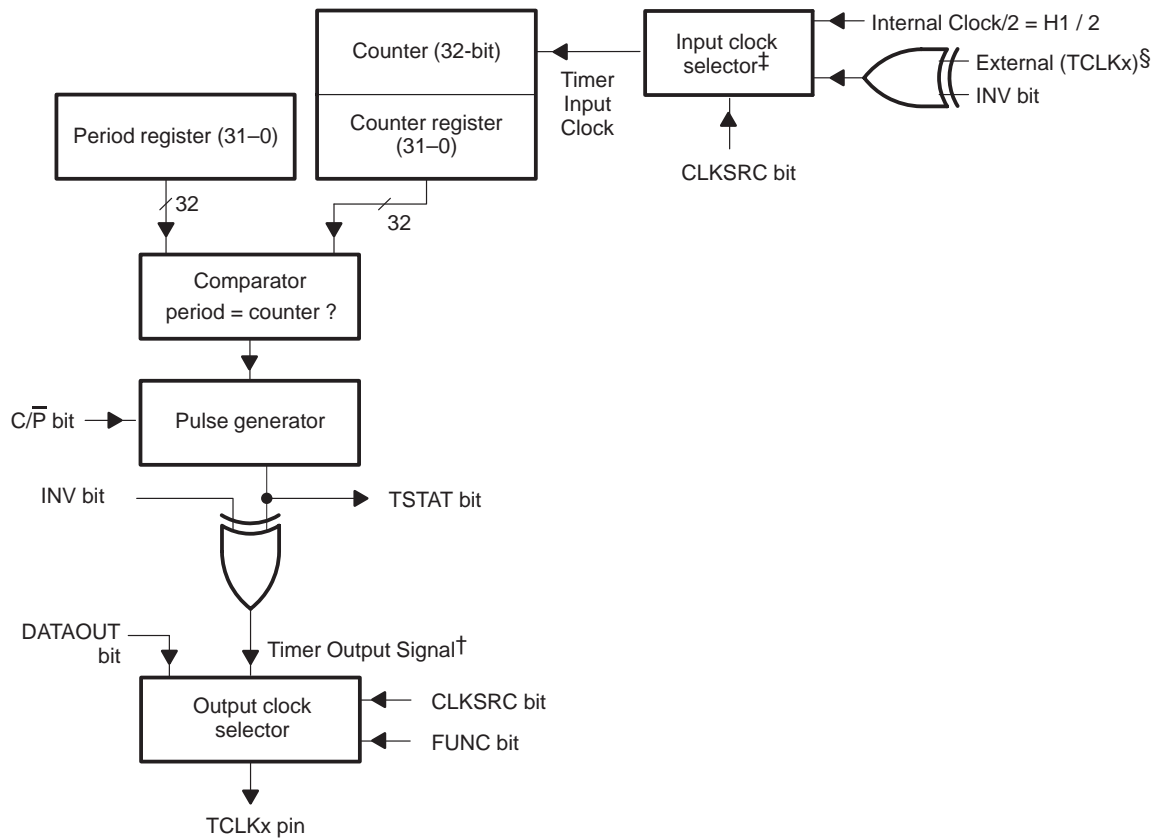 Counter (32-bit)
Counter register
(31–0)
Period register (31–0)
Timer
Input
Clock
Input clock
selector‡
Internal Clock/2 = H1 / 2
External (TCLKx)§
INV bit
CLKSRC bit
32
32
Comparator
period = counter ?
C/P̅ bit
Pulse generator
INV bit
TSTAT bit
DATAOUT
bit
Timer Output Signal†
Output clock
selector
CLKSRC bit
FUNC bit
TCLKx pin